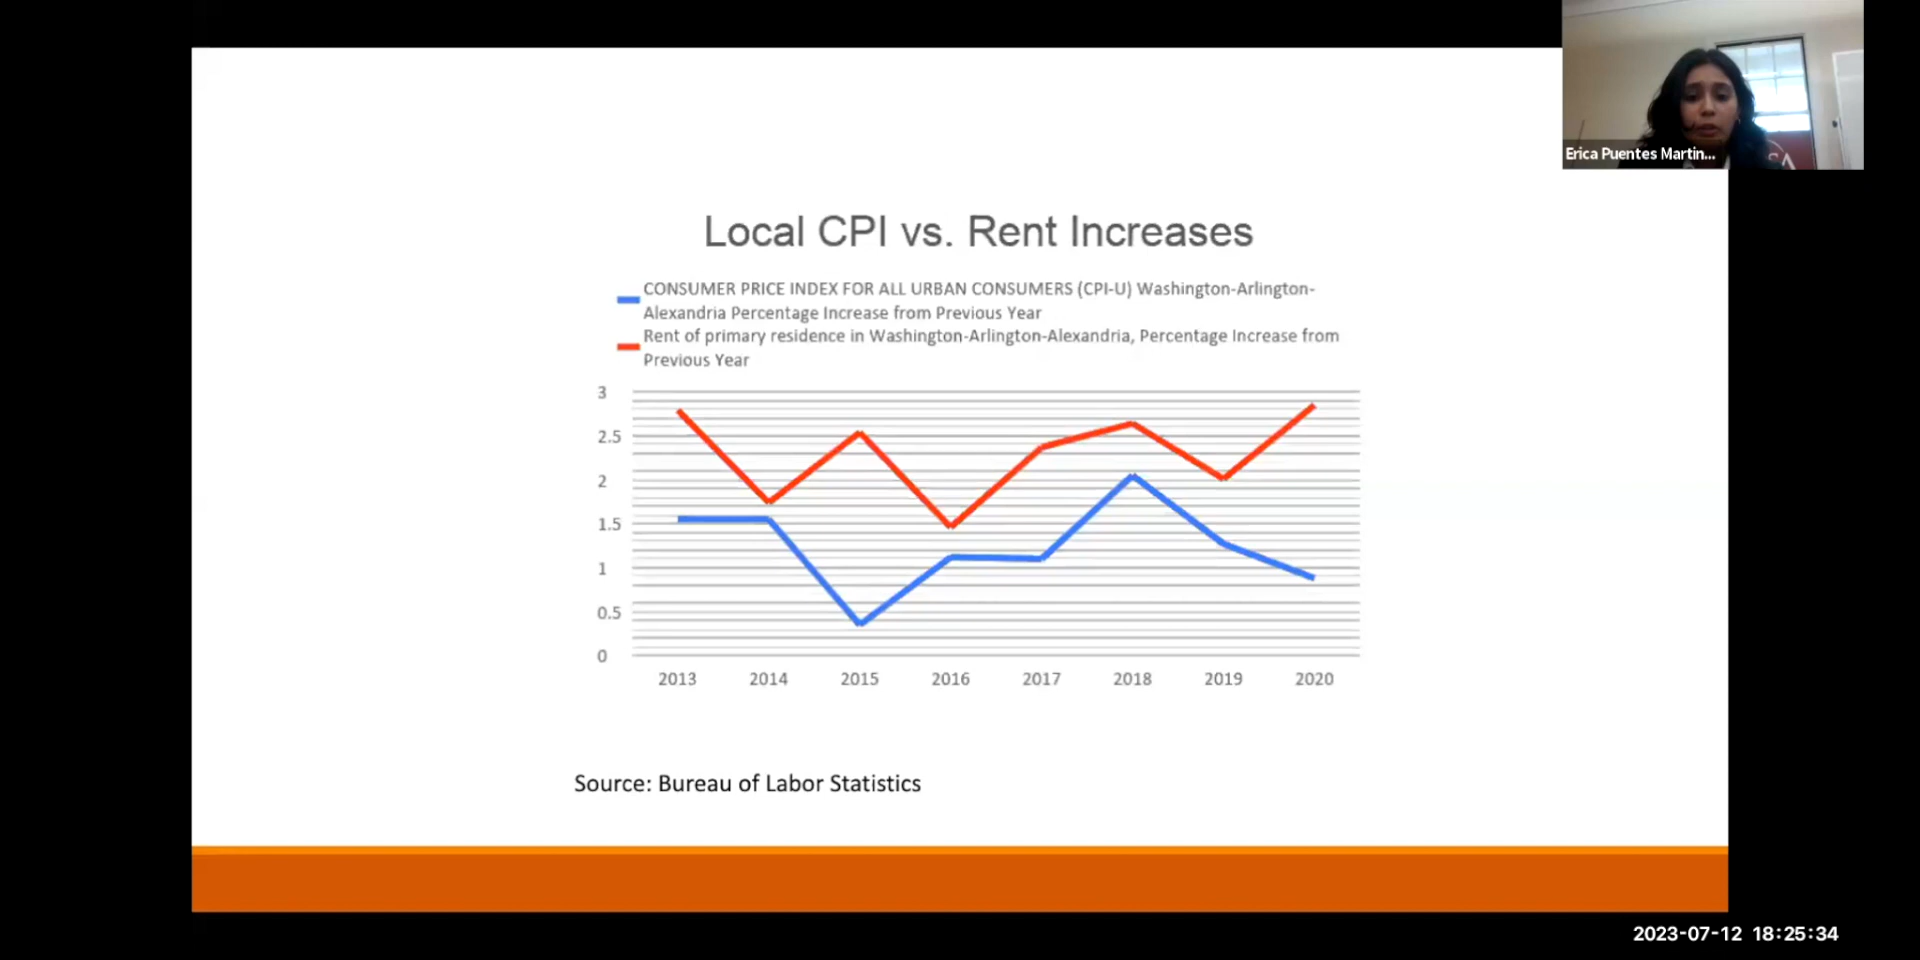 Erica Puentes Martin...
SA
Local CPI vs. Rent Increases
CONSUMER PRICE INDEX FOR ALL URBAN CONSUMERS (CPI-U) Washington-Arlington-
Alexandria Percentage Increase from Previous Year
Rent of primary residence in Washington-Arlington-Alexandria, Percentage Increase from
Previous Year
3
2.5
2
1.5
1
0.5
0
2013 2014 2015 2016 2017 2018 2019 2020
Source: Bureau of Labor Statistics
2023-07-12 18:25:34